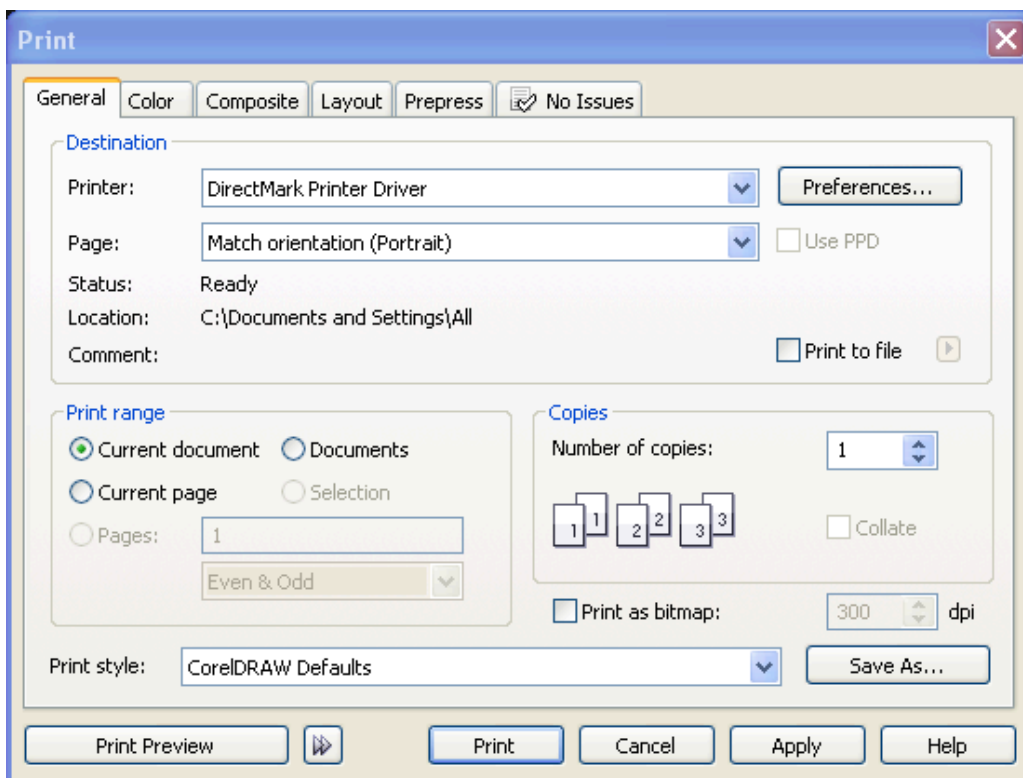 Print
General Color Composite Layout Prepress No Issues
Destination
Printer: DirectMark Printer Driver Preferences...
Page: Match orientation (Portrait) Use PPD
Status: Ready
Location: C:\Documents and Settings\All
Comment: Print to file
Print range
Current document Documents
Current page Selection
Pages: 1
Even & Odd
Copies
Number of copies: 1
1 1 2 2 3 3
Collate
Print as bitmap: 300 dpi
Print style: CorelDRAW Defaults Save As...
Print Preview Print Cancel Apply Help